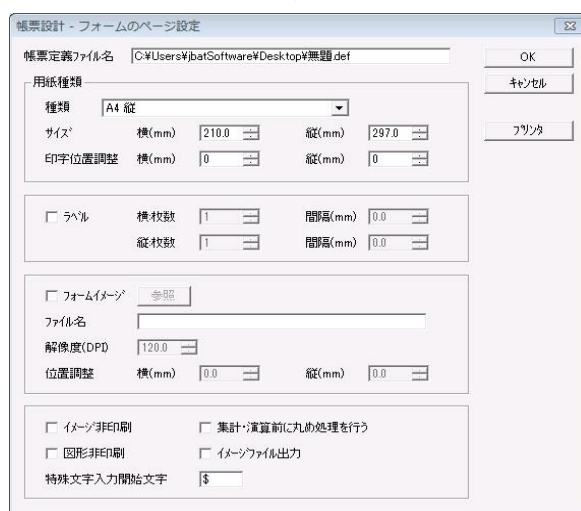 帳票設計 - フォームのページ設定
帳票定義ファイル名 C:¥Users¥jbatSoftware¥Desktop¥無題.def
OK
用紙種類
キャンセル
種類 A4 縦
サイズ 横(mm) 210.0 縦(mm) 297.0
プリンタ
印字位置調整 横(mm) 0 縦(mm) 0
ラベル 横枚数 1 間隔(mm) 0.0
縦枚数 1 間隔(mm) 0.0
フォームイメージ 参照
ファイル名
解像度(DPI) 120.0
位置調整 横(mm) 0.0 縦(mm) 0.0
イメージ非印刷 集計・演算前に丸め処理を行う
図形非印刷 イメージファイル出力
特殊文字入力開始文字 $